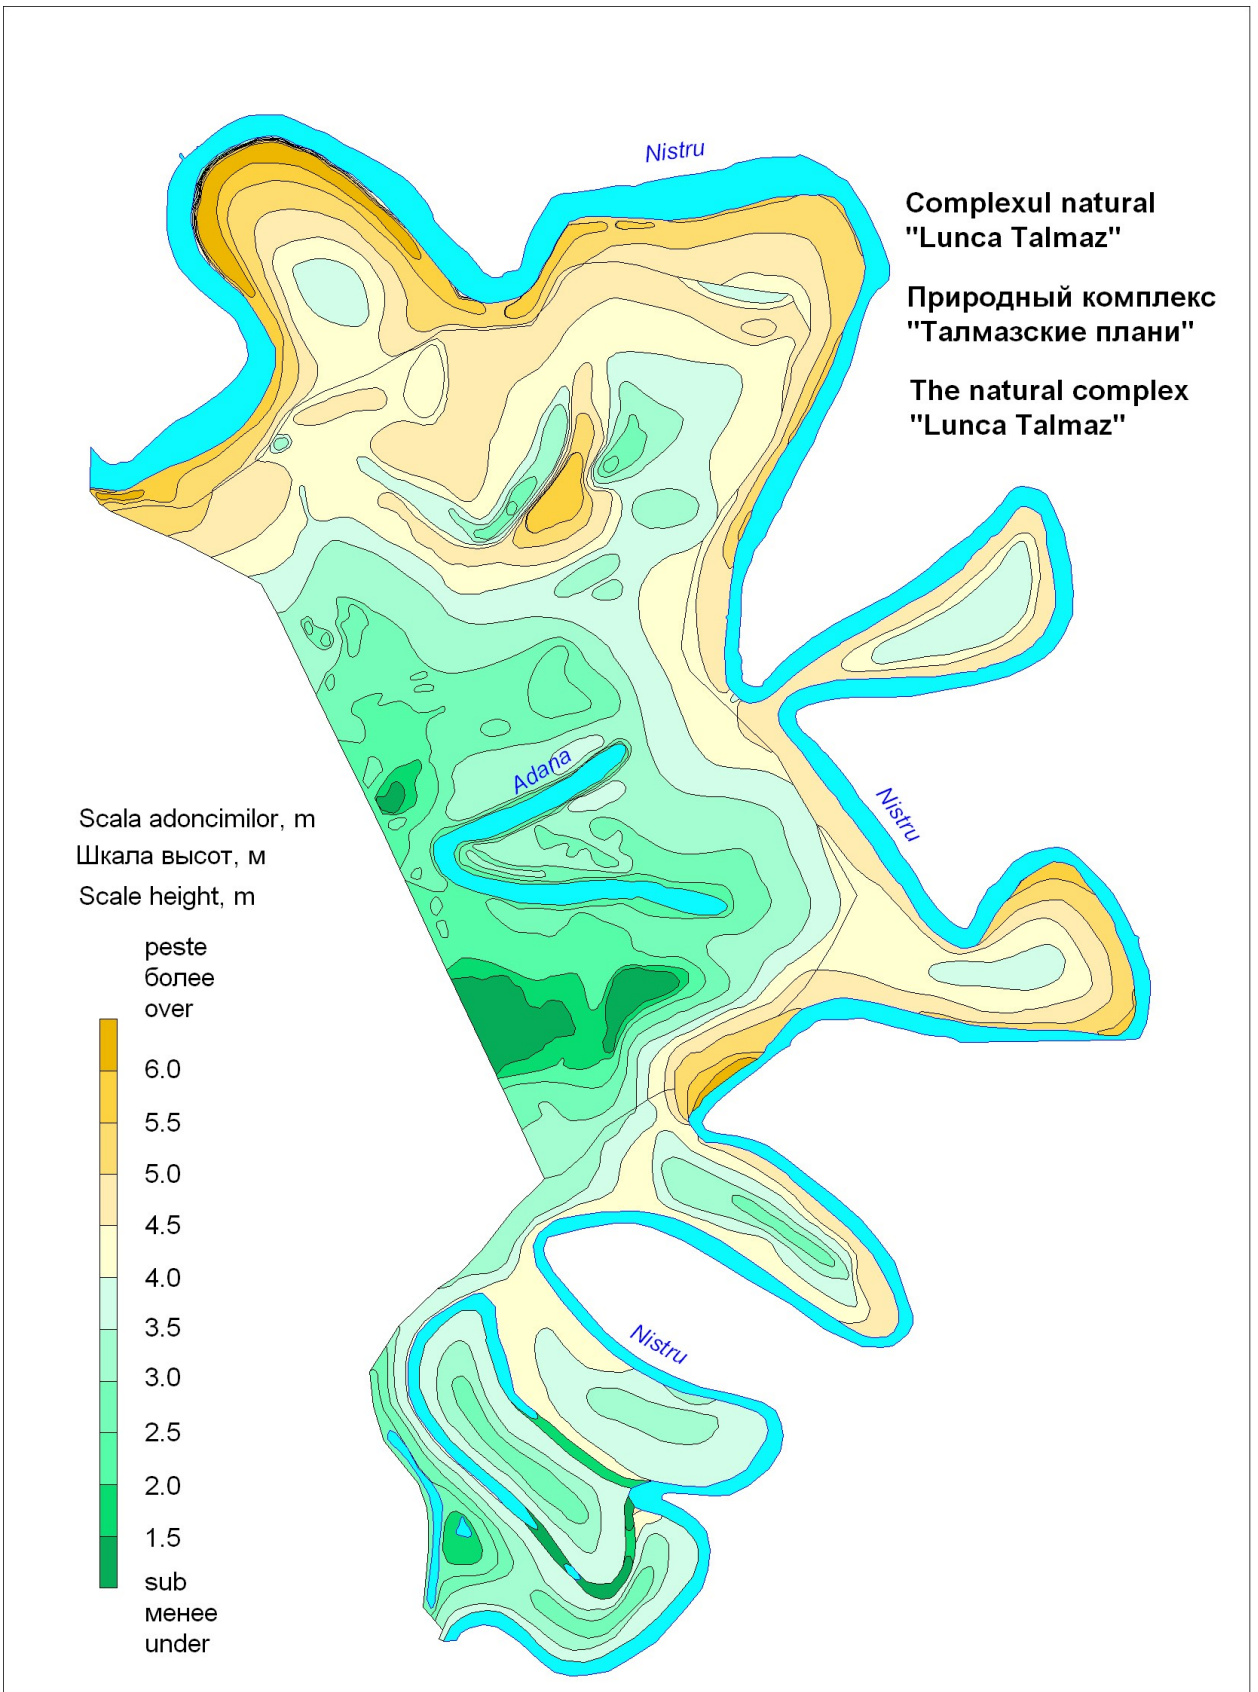 Nistru
Complexul natural
"Lunca Talmaz"
Природный комплекс
"Талмазские плани"
The natural complex
"Lunca Talmaz"
Adana
Nistru
Scala adoncimilor, m
Шкала высот, м
Scale height, m
peste
более
over
6.0
5.5
5.0
4.5
4.0
3.5
3.0
2.5
2.0
1.5
sub
менее
under
Nistru